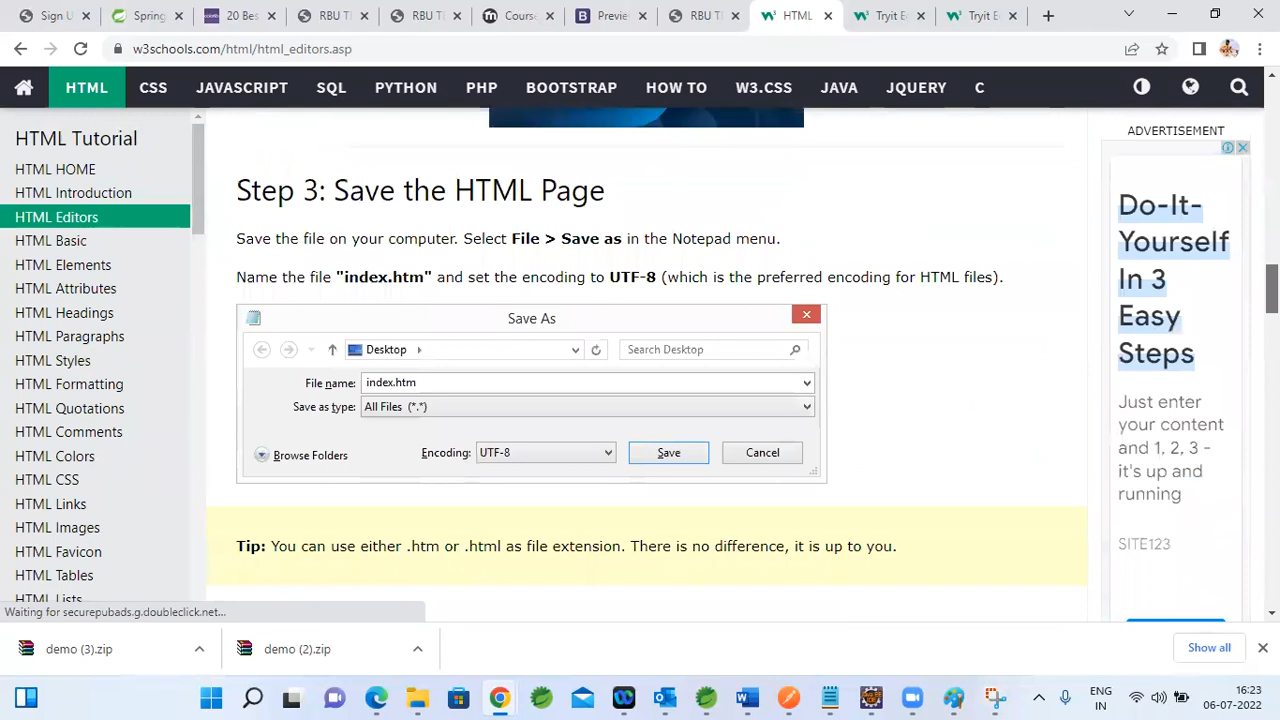 Sign U
Spring
20 Bes
RBU T
RBU T
Course
Previe
RBU T
HTML
Tryit E
Tryit E
w3schools.com/html/html_editors.asp
HTML CSS JAVASCRIPT SQL PYTHON PHP BOOTSTRAP HOW TO W3.CSS JAVA JQUERY C
HTML Tutorial
HTML HOME
HTML Introduction
HTML Editors
HTML Basic
HTML Elements
HTML Attributes
HTML Headings
HTML Paragraphs
HTML Styles
HTML Formatting
HTML Quotations
HTML Comments
HTML Colors
HTML CSS
HTML Links
HTML Images
HTML Favicon
HTML Tables
HTML Lists
Step 3: Save the HTML Page
Save the file on your computer. Select File > Save as in the Notepad menu.
Name the file "index.htm" and set the encoding to UTF-8 (which is the preferred encoding for HTML files).
Save As
Desktop
Search Desktop
File name: index.htm
Save as type: All Files (*.*)
Browse Folders
Encoding: UTF-8
Save
Cancel
Tip: You can use either .htm or .html as file extension. There is no difference, it is up to you.
ADVERTISEMENT
Do-It-
Yourself
In 3
Easy
Steps
Just enter
your content
and 1, 2, 3 -
it's up and
running
SITE123
Waiting for securepubads.g.doubleclick.net...
demo (3).zip
demo (2).zip
Show all
ENG
IN
16:23
06-07-2022